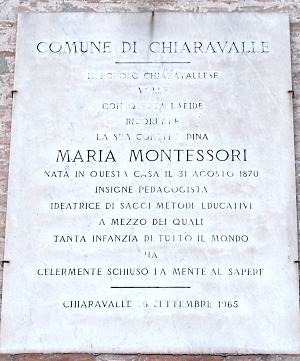 COMUNE DI CHIARAVALLE
IL POPOLO CHIARAVALLESE
VOLLE
CON QUESTA LAPIDE
RICORDARE
LA SUA CONCITTADINA
MARIA MONTESSORI
NATA IN QUESTA CASA IL 31 AGOSTO 1870
INSIGNE PEDAGOGISTA
IDEATRICE DI SAGGI METODI EDUCATIVI
A MEZZO DEI QUALI
TANTA INFANZIA DI TUTTO IL MONDO
HA
CELERMENTE SCHIUSO LA MENTE AL SAPERE
CHIARAVALLE SETTEMBRE 1965